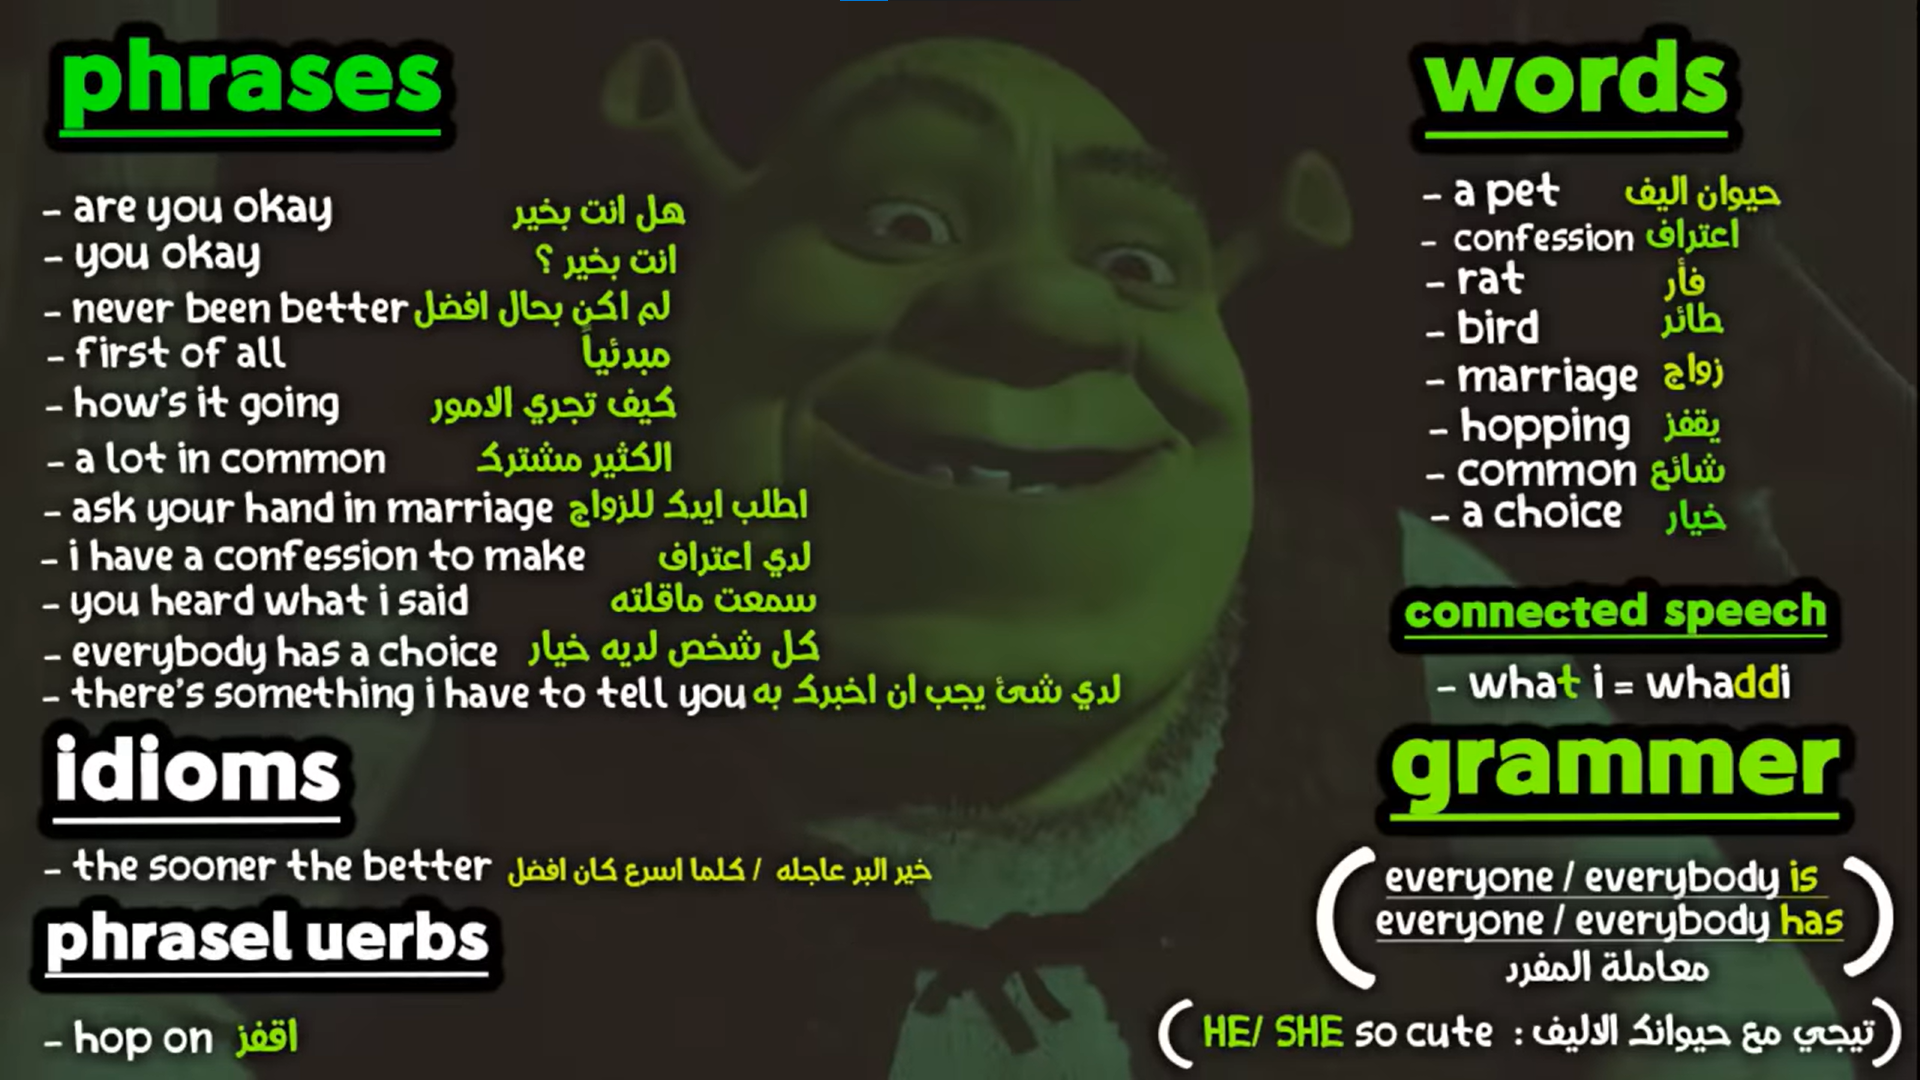 phrases
- are you okay هل انت بخير
- you okay انت بخير ؟
- never been better لم اكن بحال افضل
- first of all مبدئياً
- how's it going كيف تجري الامور
- a lot in common الكثير مشترك
- ask your hand in marriage اطلب ايدك للزواج
- i have a confession to make لدي اعتراف
- you heard what i said سمعت ماقلته
- everybody has a choice كل شخص لديه خيار
- there's something i have to tell you لدي شئ يجب ان اخبرك به
idioms
- the sooner the better خير البر عاجله / كلما اسرع كان افضل
phrasel uerbs
- hop on اقفز
words
- a pet حيوان اليف
- confession اعتراف
- rat فأر
- bird طائر
- marriage زواج
- hopping يقفز
- common شائع
- a choice خيار
connected speech
- what i = whaddi
grammer
(everyone / everybody is
everyone / everybody has
معاملة المفرد)
( HE/ SHE so cute : تيجي مع حيوانك الاليف )